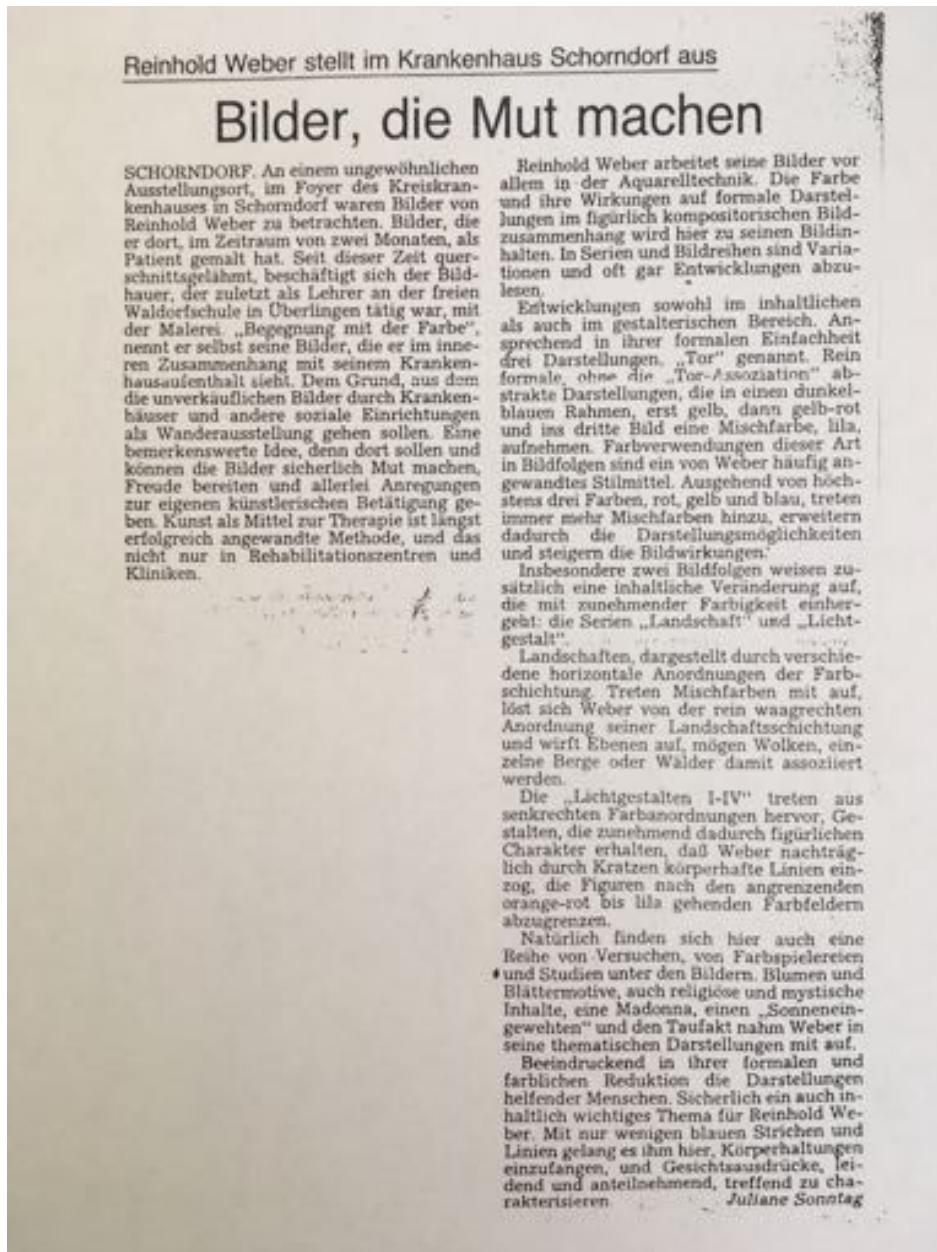 Reinhold Weber stellt im Krankenhaus Schorndorf aus
Bilder, die Mut machen
SCHORNDORF. An einem ungewöhnlichen
Ausstellungsort, im Foyer des Kreiskran-
kenhauses in Schorndorf waren Bilder von
Reinhold Weber zu betrachten. Bilder, die
er dort, im Zeitraum von zwei Monaten, als
Patient gemalt hat. Seit dieser Zeit quer-
schnittsgelähmt, beschäftigt sich der Bild-
hauer, der zuletzt als Lehrer an der freien
Waldorfschule in Überlingen tätig war, mit
der Malerei. „Begegnung mit der Farbe“,
nennt er selbst seine Bilder, die er im inne-
ren Zusammenhang mit seinem Kranken-
hausaufenthalt sieht. Dem Grund, aus dem
die unverkäuflichen Bilder durch Kranken-
häuser und andere soziale Einrichtungen
als Wanderausstellung gehen sollen. Eine
bemerkenswerte Idee, denn dort sollen und
können die Bilder sicherlich Mut machen,
Freude bereiten und allerlei Anregungen
zur eigenen künstlerischen Betätigung ge-
ben. Kunst als Mittel zur Therapie ist längst
erfolgreich angewandte Methode, und das
nicht nur in Rehabilitationszentren und
Kliniken.
Reinhold Weber arbeitet seine Bilder vor
allem in der Aquarelltechnik. Die Farbe
und ihre Wirkungen auf formale Darstel-
lungen im figürlich kompositorischen Bild-
zusammenhang wird hier zu seinen Bildin-
halten. In Serien und Bildreihen sind Varia-
tionen und oft gar Entwicklungen abzu-
lesen.
Entwicklungen sowohl im inhaltlichen
als auch im gestalterischen Bereich. An-
sprechend in ihrer formalen Einfachheit
drei Darstellungen, „Tor“ genannt. Rein
formale, ohne die „Tor-Assoziation“ ab-
strakte Darstellungen, die in einen dunkel-
blauen Rahmen, erst gelb, dann gelb-rot
und ins dritte Bild eine Mischfarbe, lila,
aufnehmen. Farbverwendungen dieser Art
in Bildfolgen sind ein von Weber häufig an-
gewandtes Stilmittel. Ausgehend von höch-
stens drei Farben, rot, gelb und blau, treten
immer mehr Mischfarben hinzu, erweitern
dadurch die Darstellungsmöglichkeiten
und steigern die Bildwirkungen.
Insbesondere zwei Bildfolgen weisen zu-
sätzlich eine inhaltliche Veränderung auf,
die mit zunehmender Farbigkeit einher-
geht: die Serien „Landschaft“ und „Licht-
gestalt“.
Landschaften, dargestellt durch verschie-
dene horizontale Anordnungen der Farb-
schichtung. Treten Mischfarben mit auf,
löst sich Weber von der rein waagrechten
Anordnung seiner Landschaftsschichtung
und wirft Ebenen auf, mögen Wolken, ein-
zelne Berge oder Wälder damit assoziiert
werden.
Die „Lichtgestalten I-IV“ treten aus
senkrechten Farbanordnungen hervor, Ge-
stalten, die zunehmend dadurch figürlichen
Charakter erhalten, daß Weber nachträg-
lich durch Kratzen körperhafte Linien ein-
zog, die Figuren nach den angrenzenden
orange-rot bis lila gehenden Farbfeldern
abzugrenzen.
Natürlich finden sich hier auch eine
Reihe von Versuchen, von Farbspielereien
und Studien unter den Bildern. Blumen und
Blättermotive, auch religiöse und mystische
Inhalte, eine Madonna, einen „Sonnenein-
gewehten“ und den Taufakt nahm Weber in
seine thematischen Darstellungen mit auf.
Beeindruckend in ihrer formalen und
farblichen Reduktion die Darstellungen
helfender Menschen. Sicherlich ein auch in-
haltlich wichtiges Thema für Reinhold We-
ber. Mit nur wenigen blauen Strichen und
Linien gelang es ihm hier, Körperhaltungen
einzufangen, und Gesichtsausdrücke, lei-
dend und anteilnehmend, treffend zu cha-
rakterisieren Juliane Sonntag